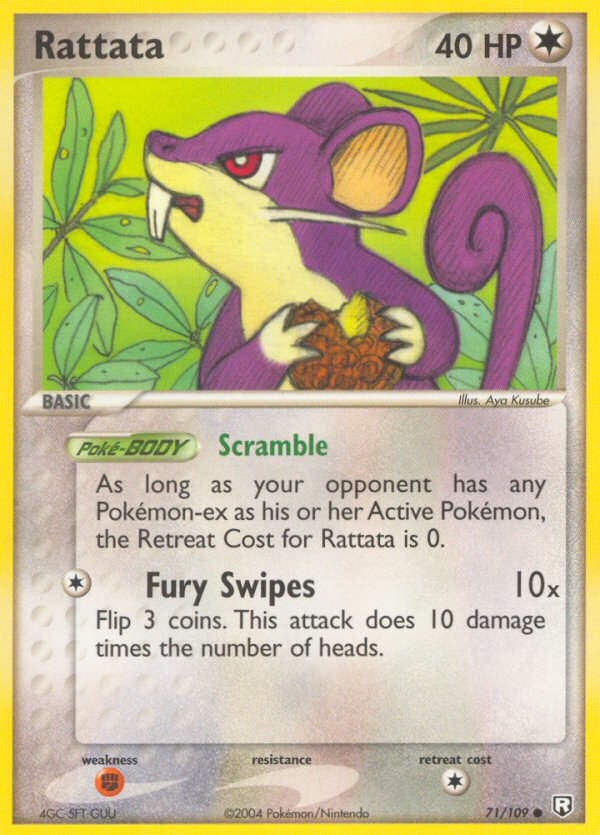 Rattata 40 HP
BASIC Illus. Aya Kusube
Poké-BODY Scramble
As long as your opponent has any
Pokémon-ex as his or her Active Pokémon,
the Retreat Cost for Rattata is 0.
Fury Swipes 10x
Flip 3 coins. This attack does 10 damage
times the number of heads.
weakness resistance retreat cost
4GC-5FT-GUU ©2004 Pokémon/Nintendo 71/109 ● R